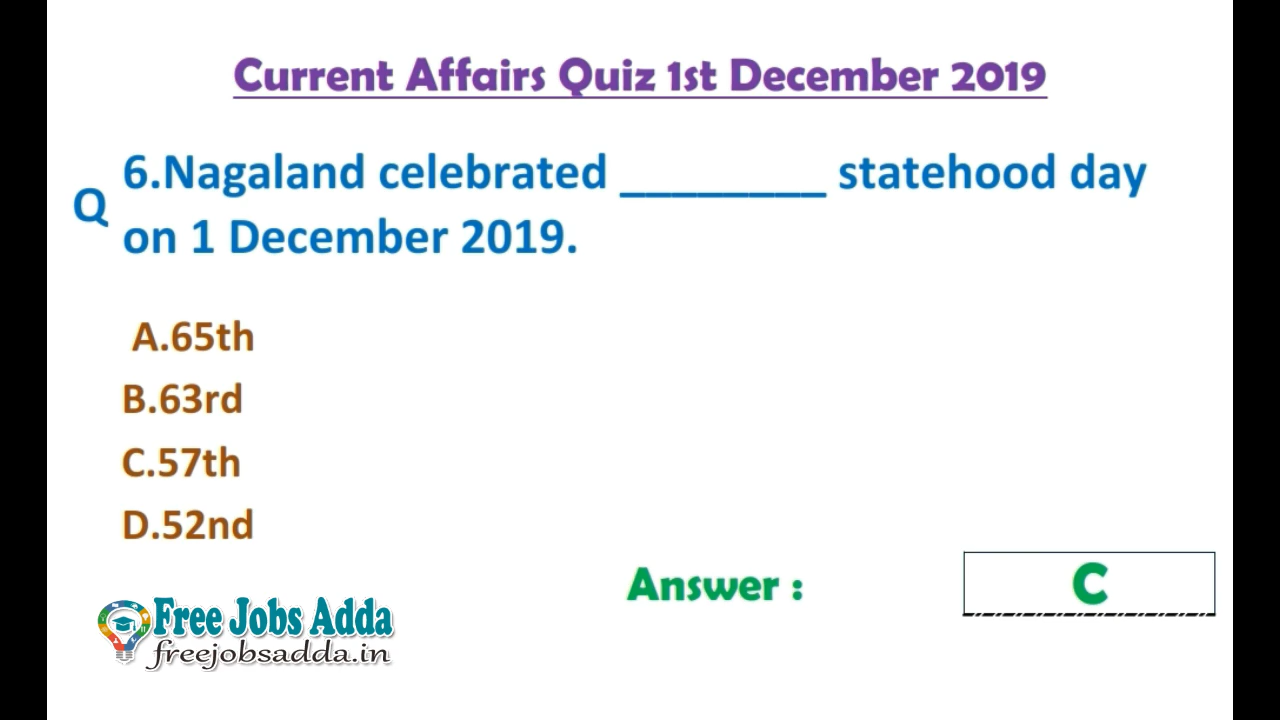 Current Affairs Quiz 1st December 2019
Q
6.Nagaland celebrated ________ statehood day
on 1 December 2019.
A.65th
B.63rd
C.57th
D.52nd
Answer :
C
Free Jobs Adda
freejobsadda.in